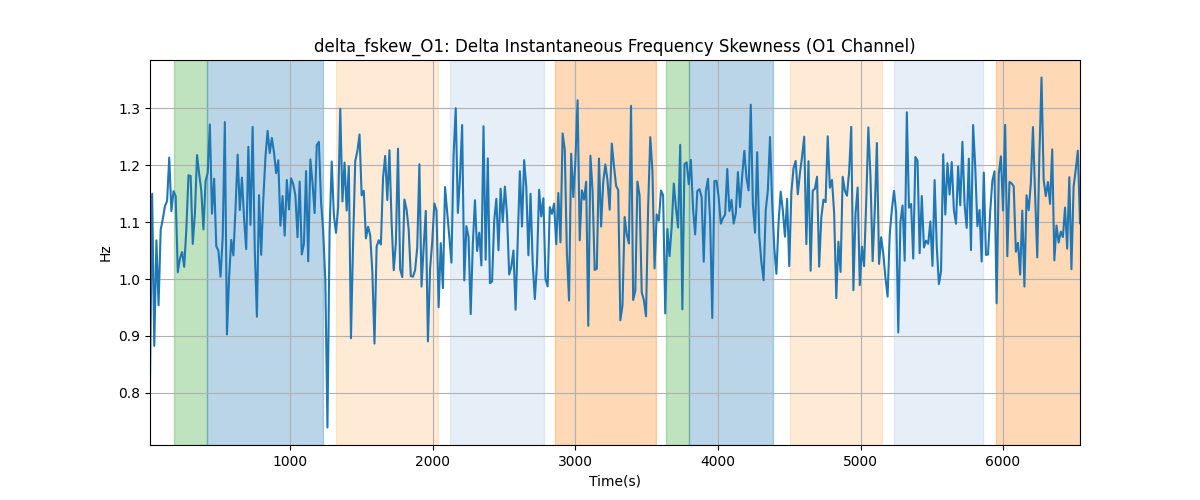 delta_fskew_O1: Delta Instantaneous Frequency Skewness (O1 Channel)
Hz
1.3
1.2
1.1
1.0
0.9
0.8
1000 2000 3000 4000 5000 6000
Time(s)